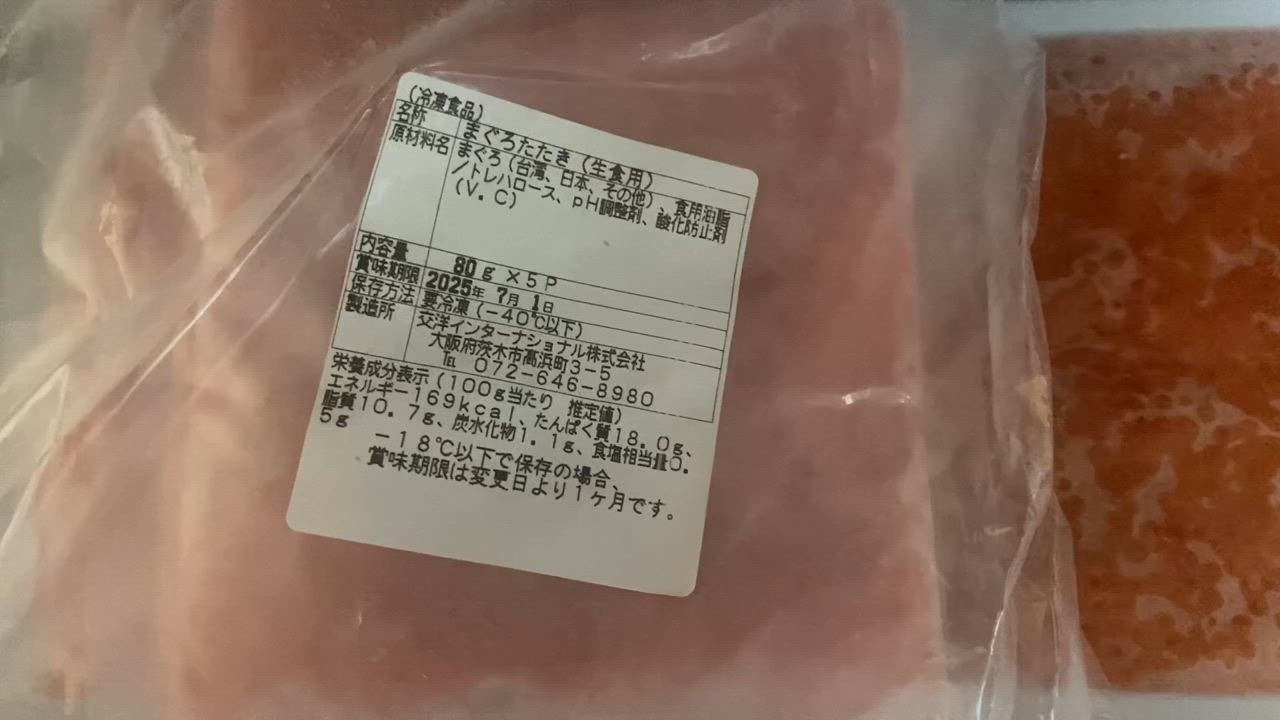 (冷凍食品)
名称 まぐろたたき(生食用)
原材料名 まぐろ(台湾、日本、その他)、食用油脂
/トレハロース、pH調整剤、酸化防止剤
(V.C)
内容量 80g×5P
賞味期限 2025年 7月 1日
保存方法 要冷凍(-40℃以下)
製造所 交洋インターナショナル株式会社
大阪府茨木市高浜町3-5
℡ 072-646-8980
栄養成分表示(100g当たり 推定値)
エネルギー169kcal、たんぱく質18.0g、
脂質10.7g、炭水化物1.1g、食塩相当量0.
5g
-18℃以下で保存の場合、
賞味期限は変更日より1ケ月です。